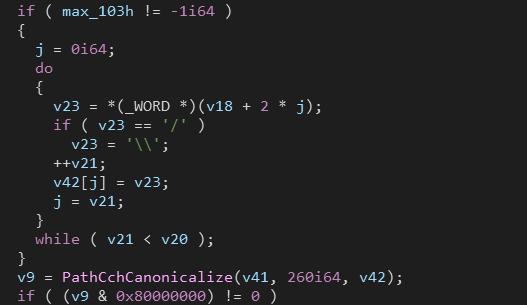 if ( max_103h != -1i64 )
{
  j = 0i64;
  do
  {
    v23 = *(_WORD *)(v18 + 2 * j);
    if ( v23 == '/' )
      v23 = '\\';
    ++v21;
    v42[j] = v23;
    j = v21;
  }
  while ( v21 < v20 );
}
v9 = PathCchCanonicalize(v41, 260i64, v42);
if ( (v9 & 0x80000000) != 0 )